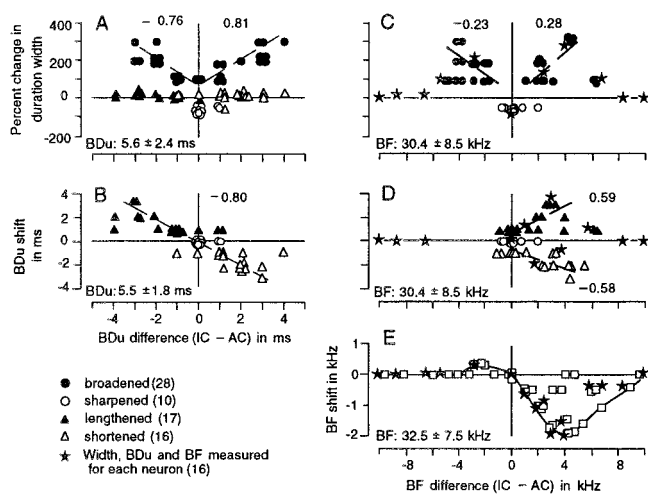 A
- 0.76
0.81
Percent change in
duration width
400
200
0
-200
BDu: 5.6 ± 2.4 ms
C
-0.23
0.28
BF: 30.4 ± 8.5 kHz
B
-0.80
BDu shift
in ms
4
2
0
-2
-4
BDu: 5.5 ± 1.8 ms
-4 -2 0 2 4
BDu difference (IC – AC) in ms
D
0.59
-0.58
BF: 30.4 ± 8.5 kHz
E
BF shift in kHz
1
0
-1
-2
BF: 32.5 ± 7.5 kHz
-8 -4 0 4 8
BF difference (IC – AC) in kHz
broadened (28)
sharpened (10)
lengthened (17)
shortened (16)
Width, BDu and BF measured
for each neuron (16)